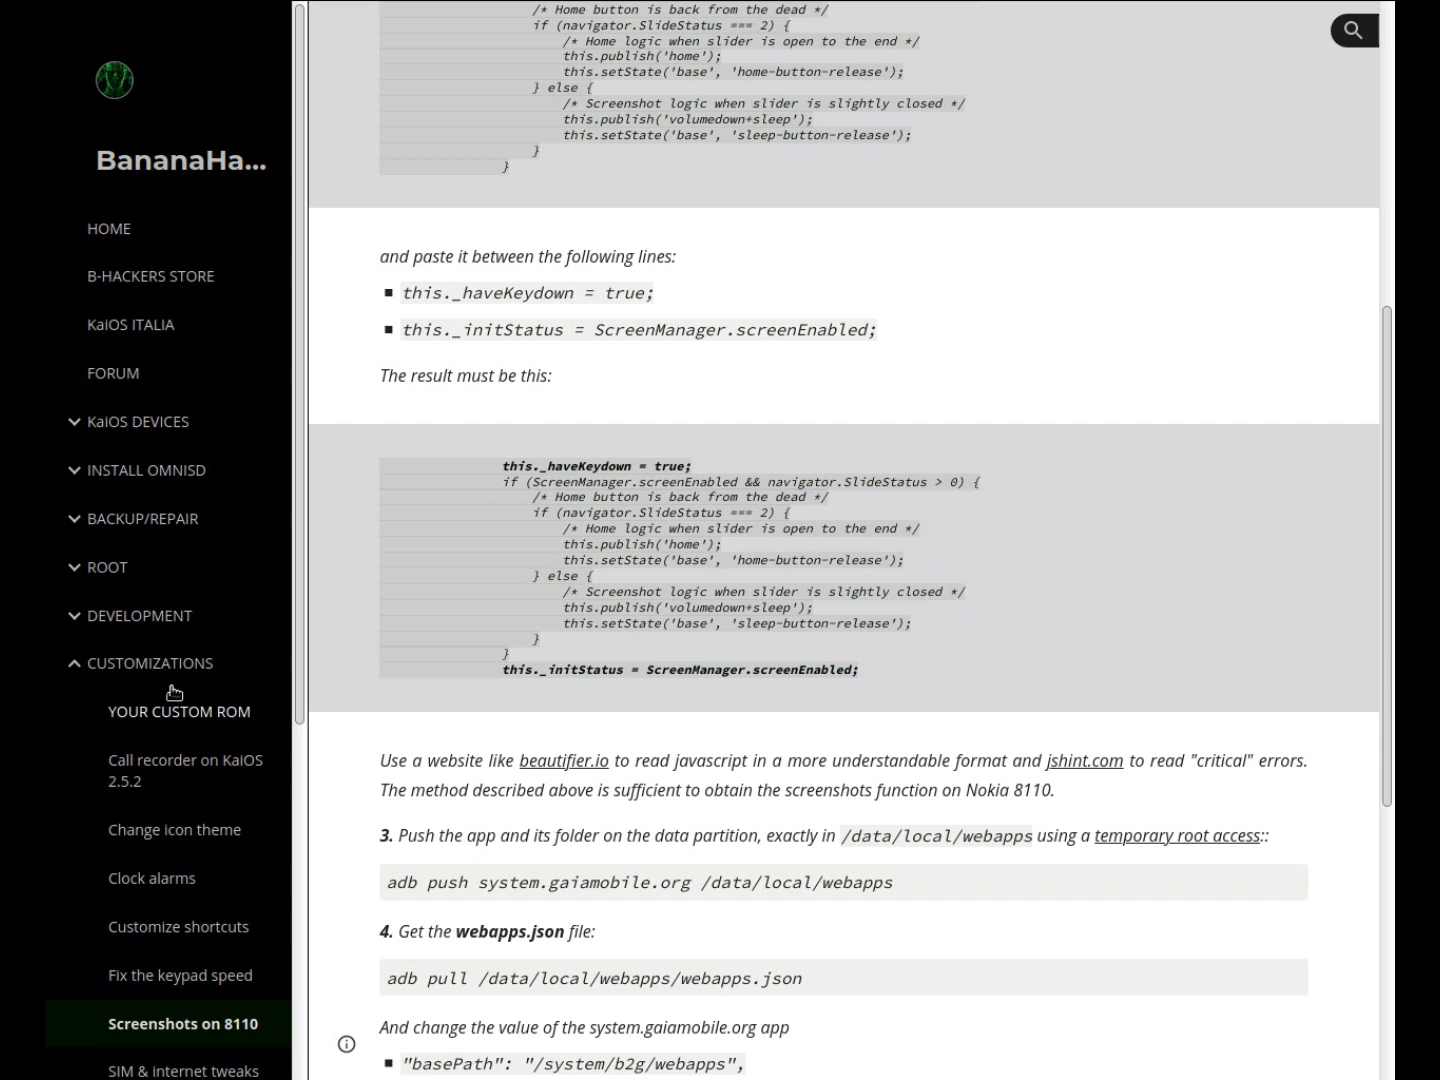 BananaHa...
HOME
B-HACKERS STORE
KaiOS ITALIA
FORUM
KaiOS DEVICES
INSTALL OMNISD
BACKUP/REPAIR
ROOT
DEVELOPMENT
CUSTOMIZATIONS
YOUR CUSTOM ROM
Call recorder on KaiOS
2.5.2
Change icon theme
Clock alarms
Customize shortcuts
Fix the keypad speed
Screenshots on 8110
SIM & internet tweaks
/* Home button is back from the dead */
if (navigator.SlideStatus === 2) {
/* Home logic when slider is open to the end */
this.publish('home');
this.setState('base', 'home-button-release');
} else {
/* Screenshot logic when slider is slightly closed */
this.publish('volumedown+sleep');
this.setState('base', 'sleep-button-release');
}
}
and paste it between the following lines:
this._haveKeydown = true;
this._initStatus = ScreenManager.screenEnabled;
The result must be this:
this._haveKeydown = true;
if (ScreenManager.screenEnabled && navigator.SlideStatus > 0) {
/* Home button is back from the dead */
if (navigator.SlideStatus === 2) {
/* Home logic when slider is open to the end */
this.publish('home');
this.setState('base', 'home-button-release');
} else {
/* Screenshot logic when slider is slightly closed */
this.publish('volumedown+sleep');
this.setState('base', 'sleep-button-release');
}
}
this._initStatus = ScreenManager.screenEnabled;
Use a website like beautifier.io to read javascript in a more understandable format and jshint.com to read "critical" errors.
The method described above is sufficient to obtain the screenshots function on Nokia 8110.
3. Push the app and its folder on the data partition, exactly in /data/local/webapps using a temporary root access::
adb push system.gaiamobile.org /data/local/webapps
4. Get the webapps.json file:
adb pull /data/local/webapps/webapps.json
And change the value of the system.gaiamobile.org app
"basePath": "/system/b2g/webapps",